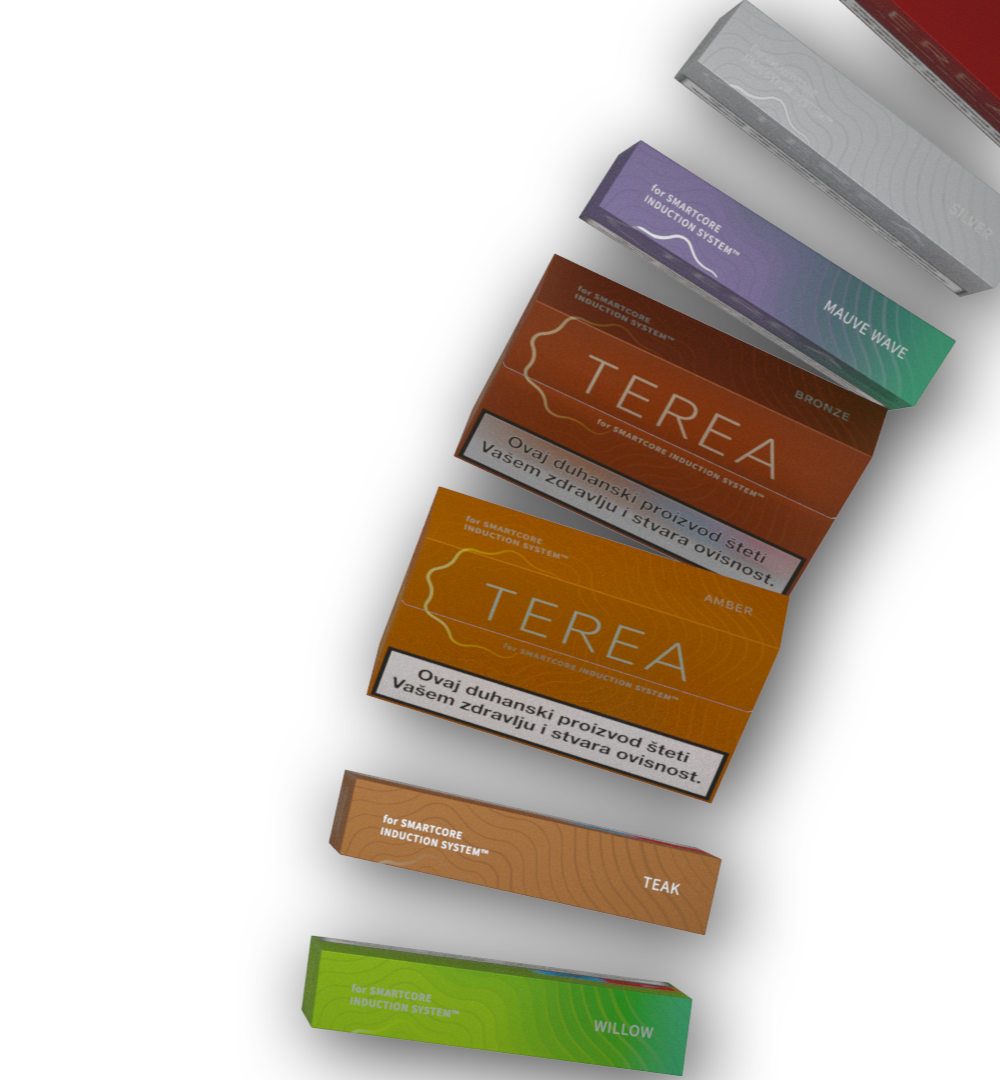 SILVER
for SMARTCORE
INDUCTION SYSTEM™
MAUVE WAVE
for SMARTCORE
INDUCTION SYSTEM™
BRONZE
TEREA
for SMARTCORE INDUCTION SYSTEM™
Ovaj duhanski proizvod šteti
Vašem zdravlju i stvara ovisnost.
for SMARTCORE
INDUCTION SYSTEM™
AMBER
TEREA
for SMARTCORE INDUCTION SYSTEM™
Ovaj duhanski proizvod šteti
Vašem zdravlju i stvara ovisnost.
for SMARTCORE
INDUCTION SYSTEM™
TEAK
for SMARTCORE
INDUCTION SYSTEM™
WILLOW